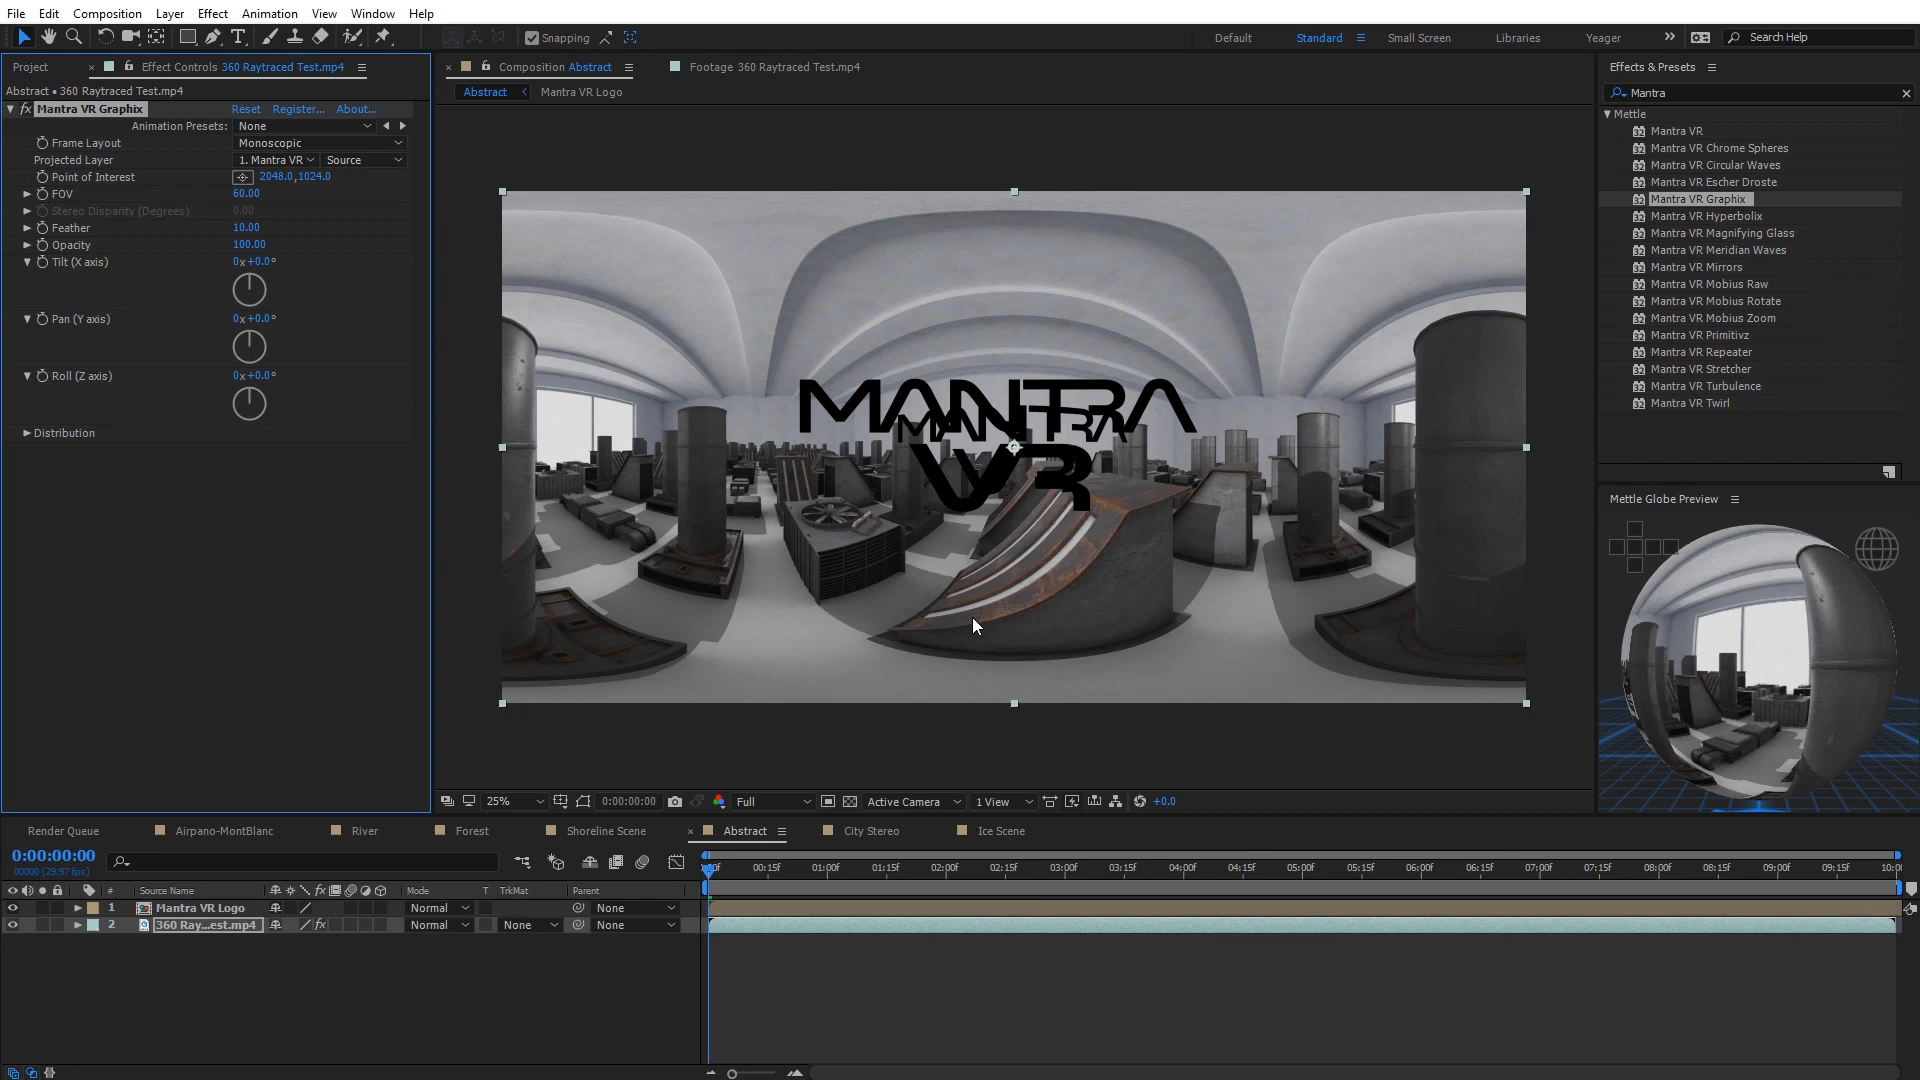 File Edit Composition Layer Effect Animation View Window Help
Snapping Default Standard Small Screen Libraries Yeager Search Help
Project Effect Controls 360 Raytraced Test.mp4
Abstract • 360 Raytraced Test.mp4
fx Mantra VR Graphix Reset Register... About...
Animation Presets: None
Frame Layout Monoscopic
Projected Layer 1. Mantra VR Source
Point of Interest 2048.0,1024.0
FOV 60.00
Stereo Disparity (Degrees) 0.00
Feather 10.00
Opacity 100.00
Tilt (X axis) 0x+0.0°
Pan (Y axis) 0x+0.0°
Roll (Z axis) 0x+0.0°
Distribution
Composition Abstract Footage 360 Raytraced Test.mp4
Abstract Mantra VR Logo
MANTRA
MANTRA
VR
VR
25% 0:00:00:00 Full Active Camera 1 View +0.0
Effects & Presets
Mantra
Mettle
Mantra VR
Mantra VR Chrome Spheres
Mantra VR Circular Waves
Mantra VR Escher Droste
Mantra VR Graphix
Mantra VR Hyperbolix
Mantra VR Magnifying Glass
Mantra VR Meridian Waves
Mantra VR Mirrors
Mantra VR Mobius Raw
Mantra VR Mobius Rotate
Mantra VR Mobius Zoom
Mantra VR Primitivz
Mantra VR Repeater
Mantra VR Stretcher
Mantra VR Turbulence
Mantra VR Twirl
Mettle Globe Preview
Render Queue Airpano-MontBlanc River Forest Shoreline Scene Abstract City Stereo Ice Scene
0:00:00:00
00000 (29.97 fps)
00:15f 01:00f 01:15f 02:00f 02:15f 03:00f 03:15f 04:00f 04:15f 05:00f 05:15f 06:00f 06:15f 07:00f 07:15f 08:00f 08:15f 09:00f 09:15f 10:00
# Source Name fx Mode T TrkMat Parent
1 Mantra VR Logo Normal None
2 360 Ray...est.mp4 fx Normal None None